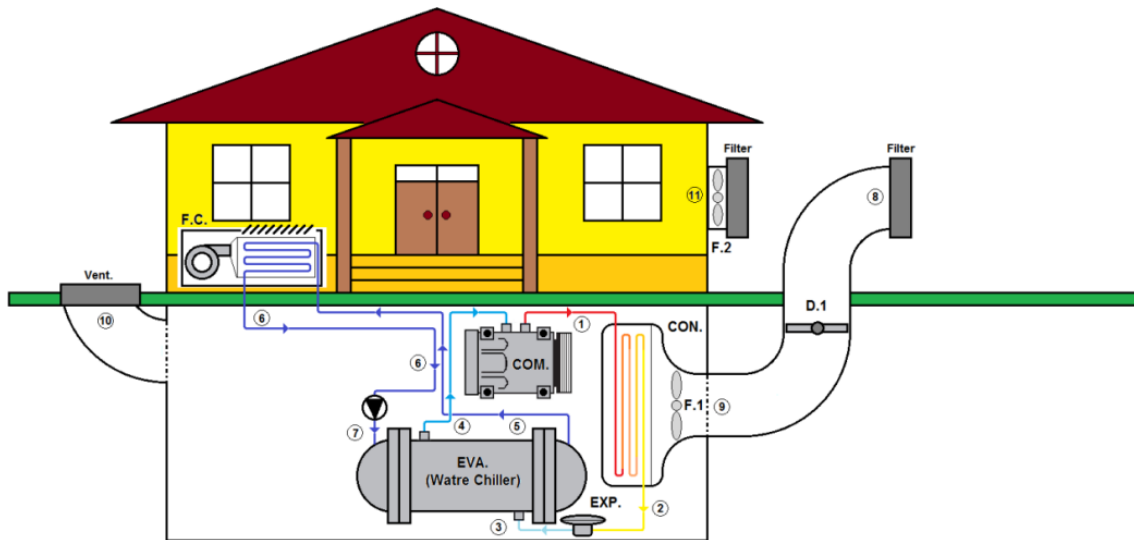 Filter
Filter
11
8
F.C.
F.2
Vent.
D.1
10
6
1
CON.
6
COM.
F.1
9
7
4
5
EVA.
(Watre Chiller)
EXP.
2
3